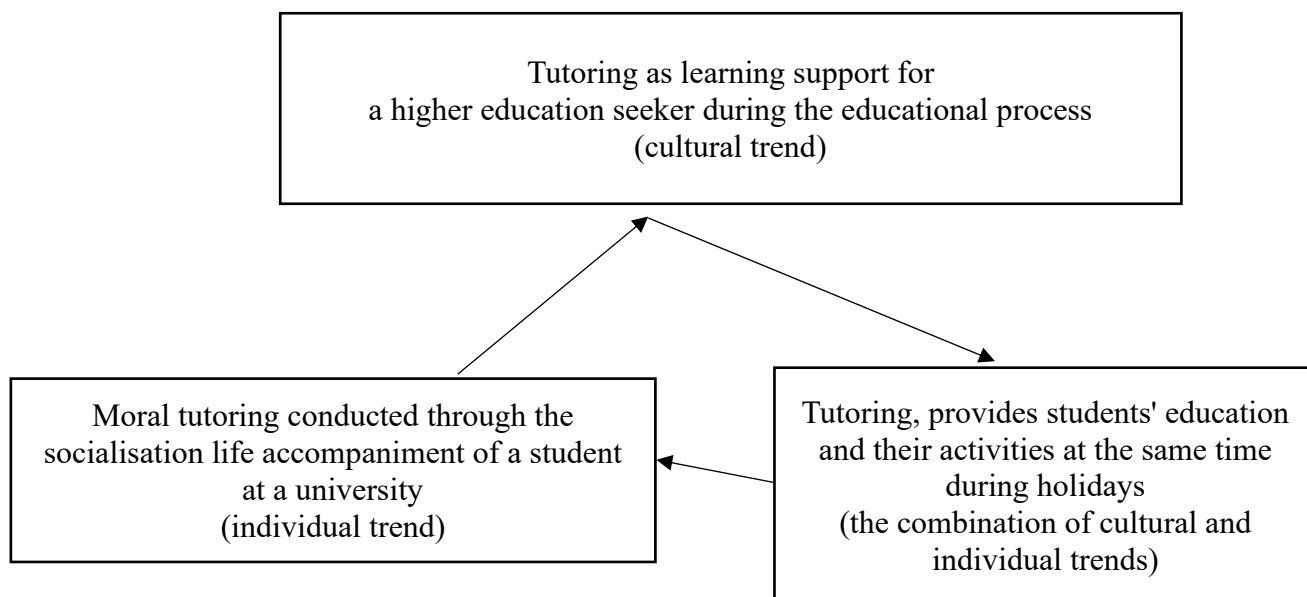 Tutoring as learning support for
a higher education seeker during the educational process
(cultural trend)
Moral tutoring conducted through the
socialisation life accompaniment of a student
at a university
(individual trend)
Tutoring, provides students' education
and their activities at the same time
during holidays
(the combination of cultural and
individual trends)